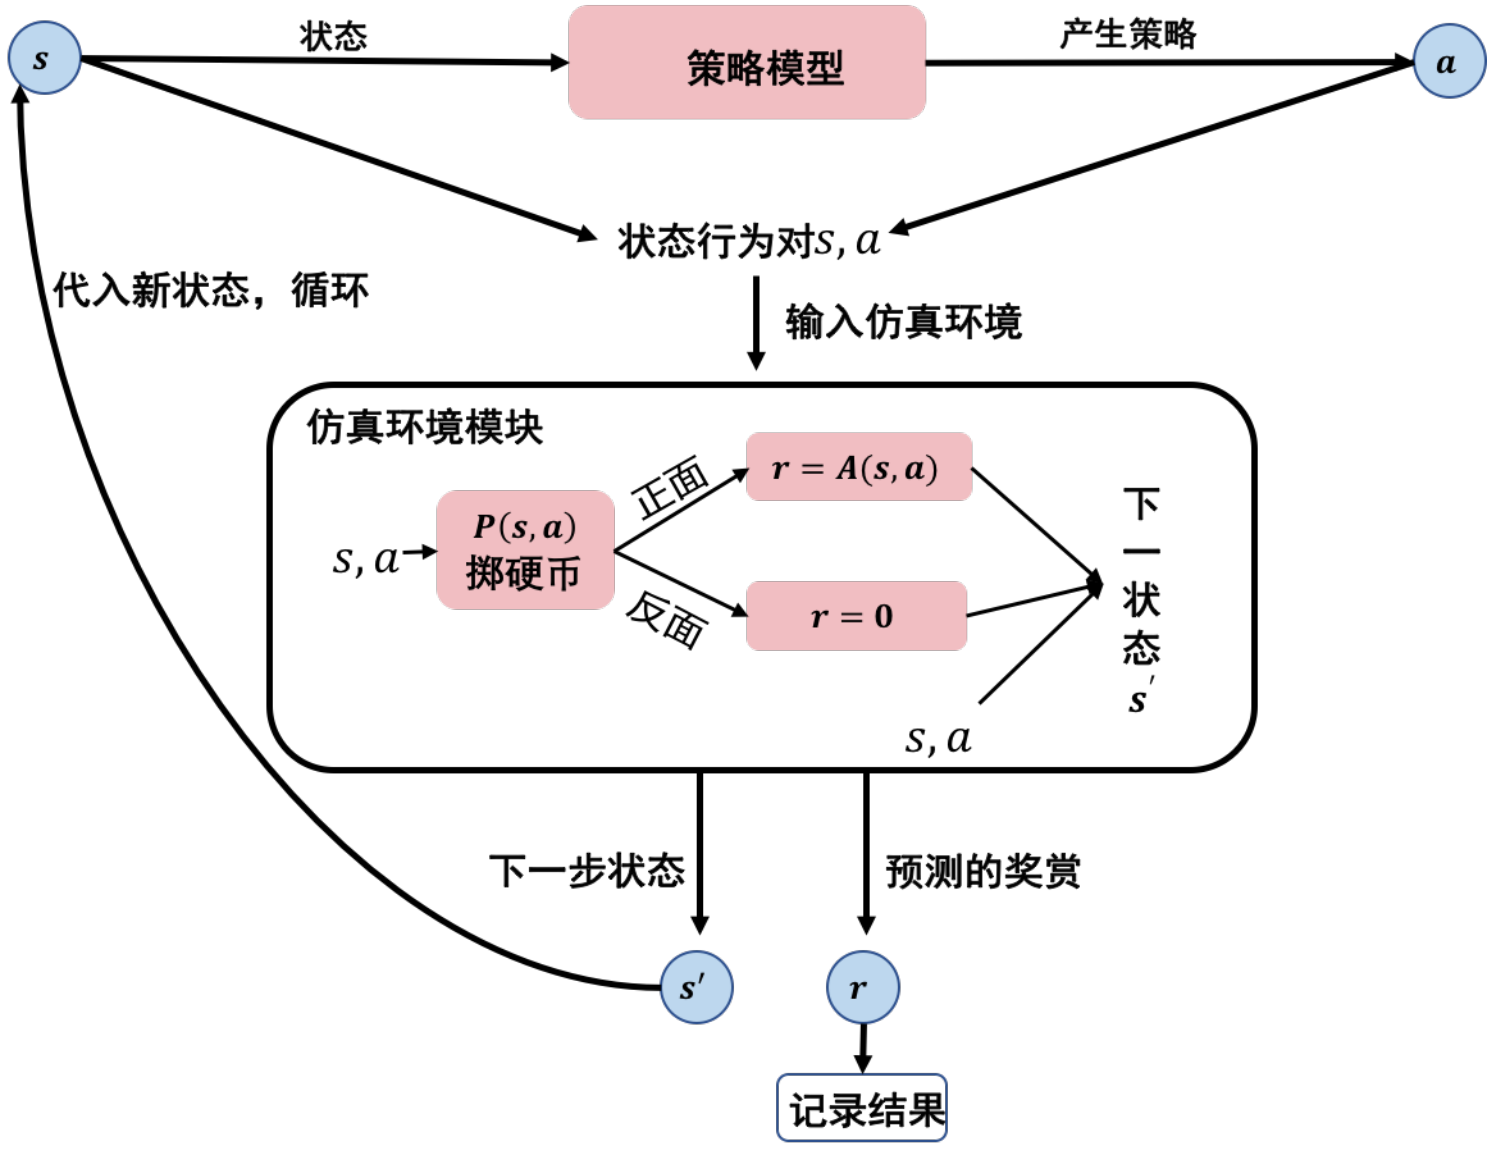 s
状态
策略模型
产生策略
a
状态行为对s, a
代入新状态，循环
输入仿真环境
仿真环境模块
s, a
P(s, a)
掷硬币
正面
反面
r = A(s, a)
r = 0
s, a
下
一
状
态
s′
下一步状态
预测的奖赏
s′
r
记录结果